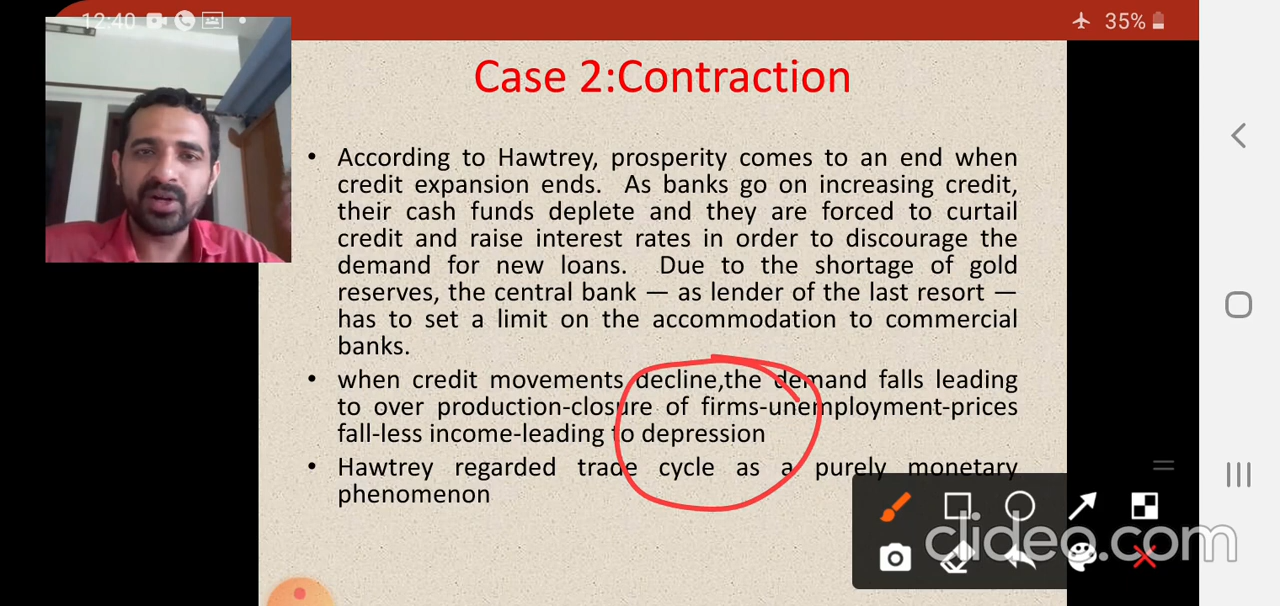 12:40
35%
Case 2:Contraction
• According to Hawtrey, prosperity comes to an end when
credit expansion ends. As banks go on increasing credit,
their cash funds deplete and they are forced to curtail
credit and raise interest rates in order to discourage the
demand for new loans. Due to the shortage of gold
reserves, the central bank — as lender of the last resort —
has to set a limit on the accommodation to commercial
banks.
• when credit movements decline,the demand falls leading
to over production-closure of firms-unemployment-prices
fall-less income-leading to depression
• Hawtrey regarded trade cycle as a purely monetary
phenomenon
clideo.com